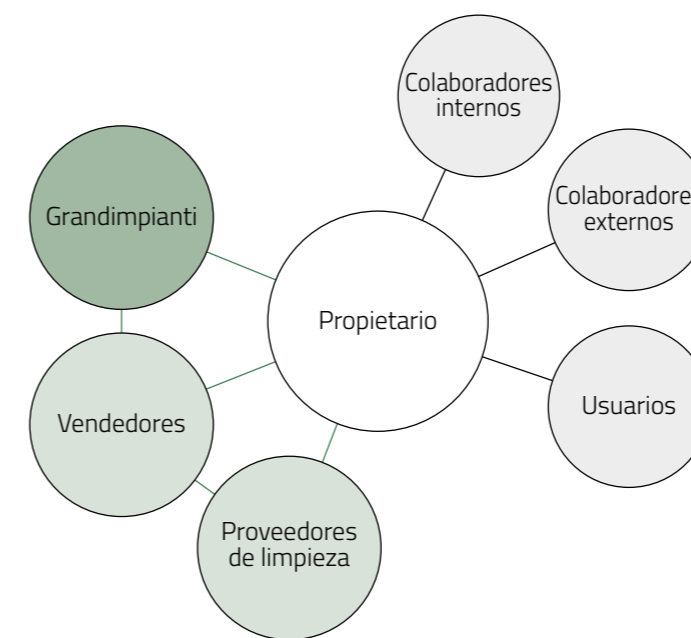 Colaboradores
internos
Grandimpianti
Colaboradore
externos
Propietario
Usuarios
Vendedores
Proveedores
de limpieza